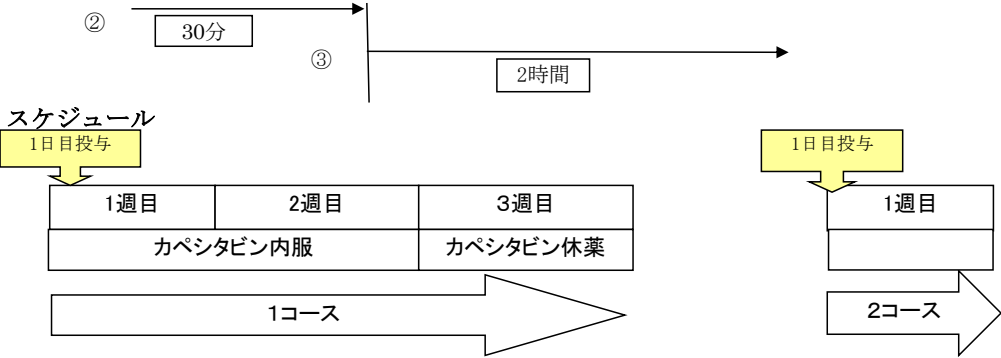 ②
30分
③
2時間
スケジュール
1日目投与
1日目投与
1週目 2週目 3週目
1週目
カペシタビン内服 カペシタビン休薬
1コース
2コース